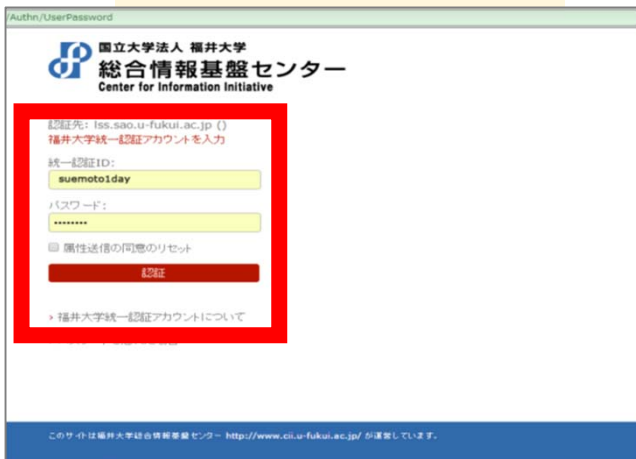 /Authn/UserPassword
国立大学法人 福井大学
総合情報基盤センター
Center for Information Initiative
認証先: lss.sao.u-fukui.ac.jp ()
福井大学統一認証アカウントを入力
統一認証ID:
suemoto1day
パスワード:
••••••••
属性送信の同意のリセット
認証
› 福井大学統一認証アカウントについて
このサイトは福井大学総合情報基盤センター http://www.cii.u-fukui.ac.jp/ が運営しています。